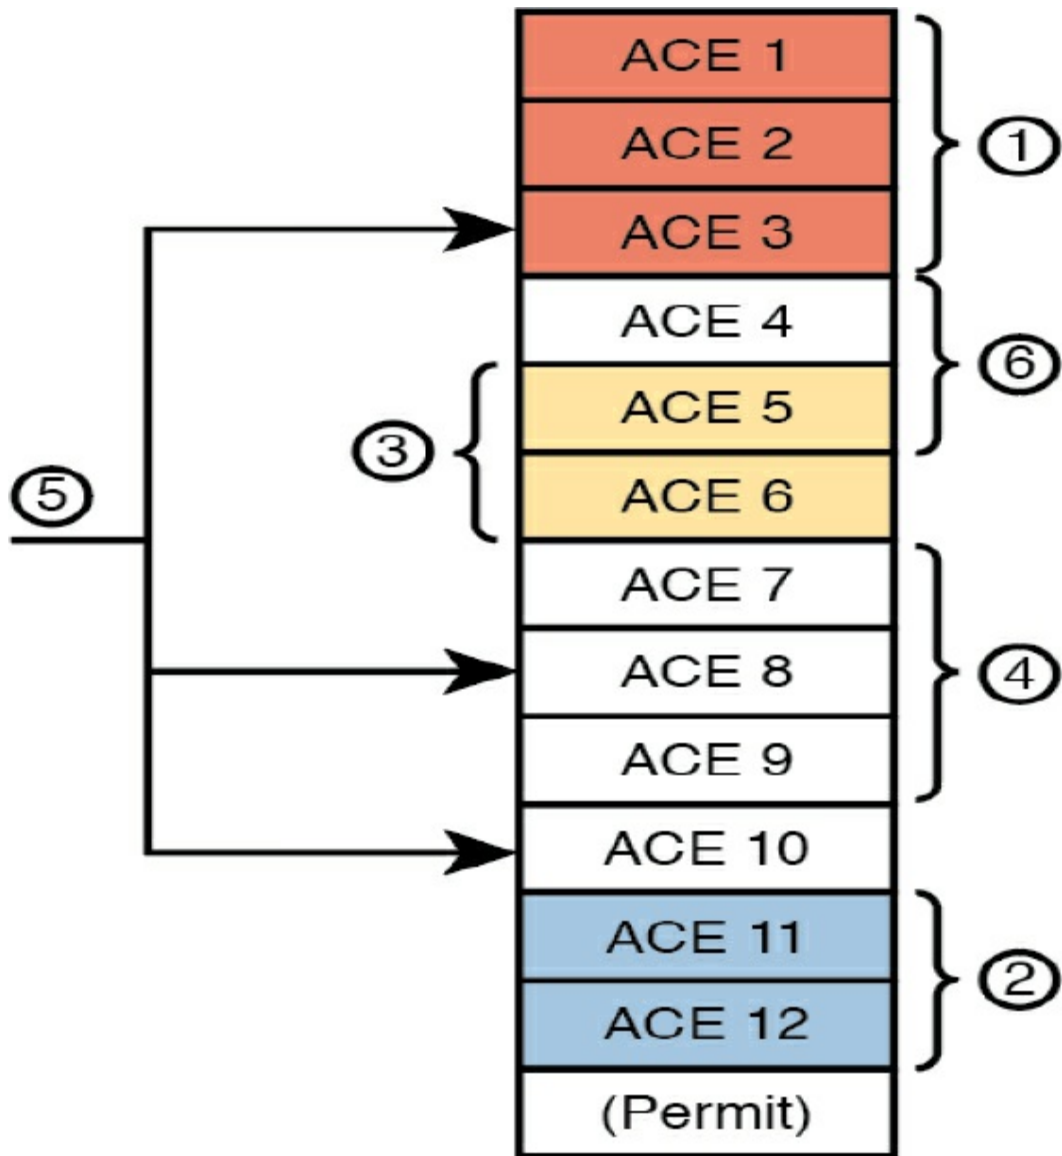 ACE 1
①
ACE 2
ACE 3
ACE 4
⑥
ACE 5
③
ACE 6
⑤
ACE 7
ACE 8
④
ACE 9
ACE 10
ACE 11
②
ACE 12
(Permit)